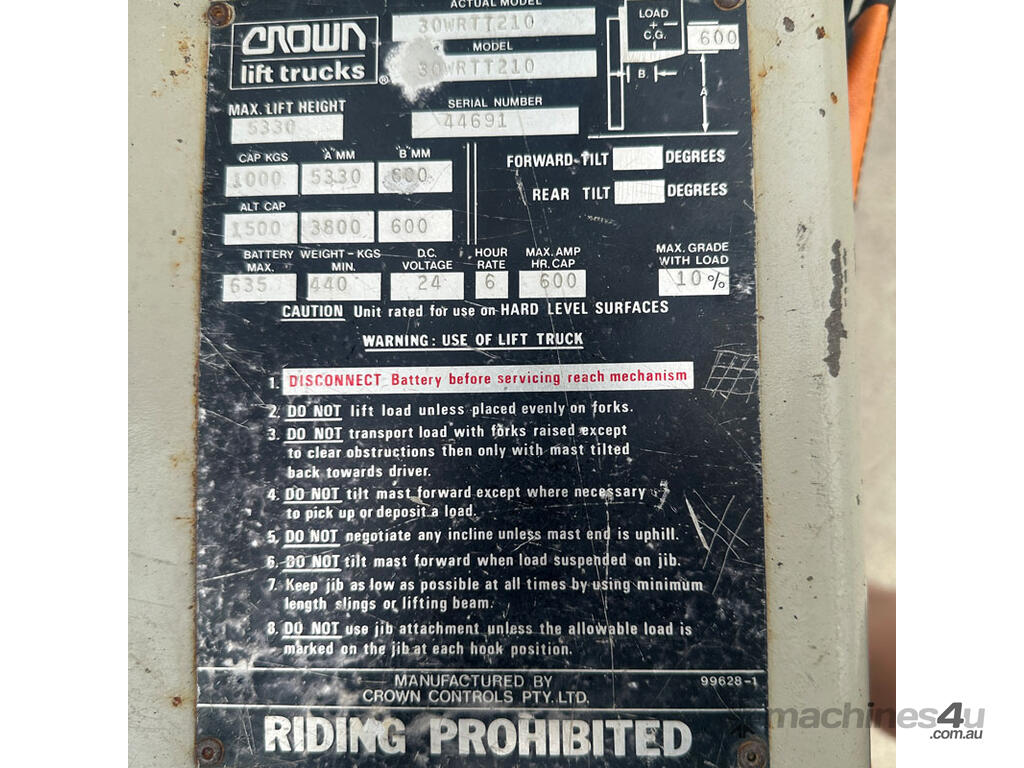 CROWN
lift trucks®
ACTUAL MODEL
30WRTT210
MODEL
30WRTT210
LOAD
C.G.
600
B.
A
MAX. LIFT HEIGHT
5330
SERIAL NUMBER
44691
CAP KGS A MM B MM
1000 5330 600
ALT CAP
1500 3800 600
FORWARD TILT DEGREES
REAR TILT DEGREES
BATTERY WEIGHT - KGS D.C. HOUR MAX. AMP MAX. GRADE
MAX. MIN. VOLTAGE RATE HR. CAP WITH LOAD
635 440 24 6 600 10%
CAUTION Unit rated for use on HARD LEVEL SURFACES
WARNING: USE OF LIFT TRUCK
1. DISCONNECT Battery before servicing reach mechanism
2. DO NOT lift load unless placed evenly on forks.
3. DO NOT transport load with forks raised except
to clear obstructions then only with mast tilted
back towards driver.
4. DO NOT tilt mast forward except where necessary
to pick up or deposit a load.
5. DO NOT negotiate any incline unless mast end is uphill.
6. DO NOT tilt mast forward when load suspended on jib.
7. Keep jib as low as possible at all times by using minimum
length slings or lifting beam.
8. DO NOT use jib attachment unless the allowable load is
marked on the jib at each hook position.
MANUFACTURED BY
CROWN CONTROLS PTY. LTD.
99628-1
RIDING PROHIBITED
machines4u
.com.au